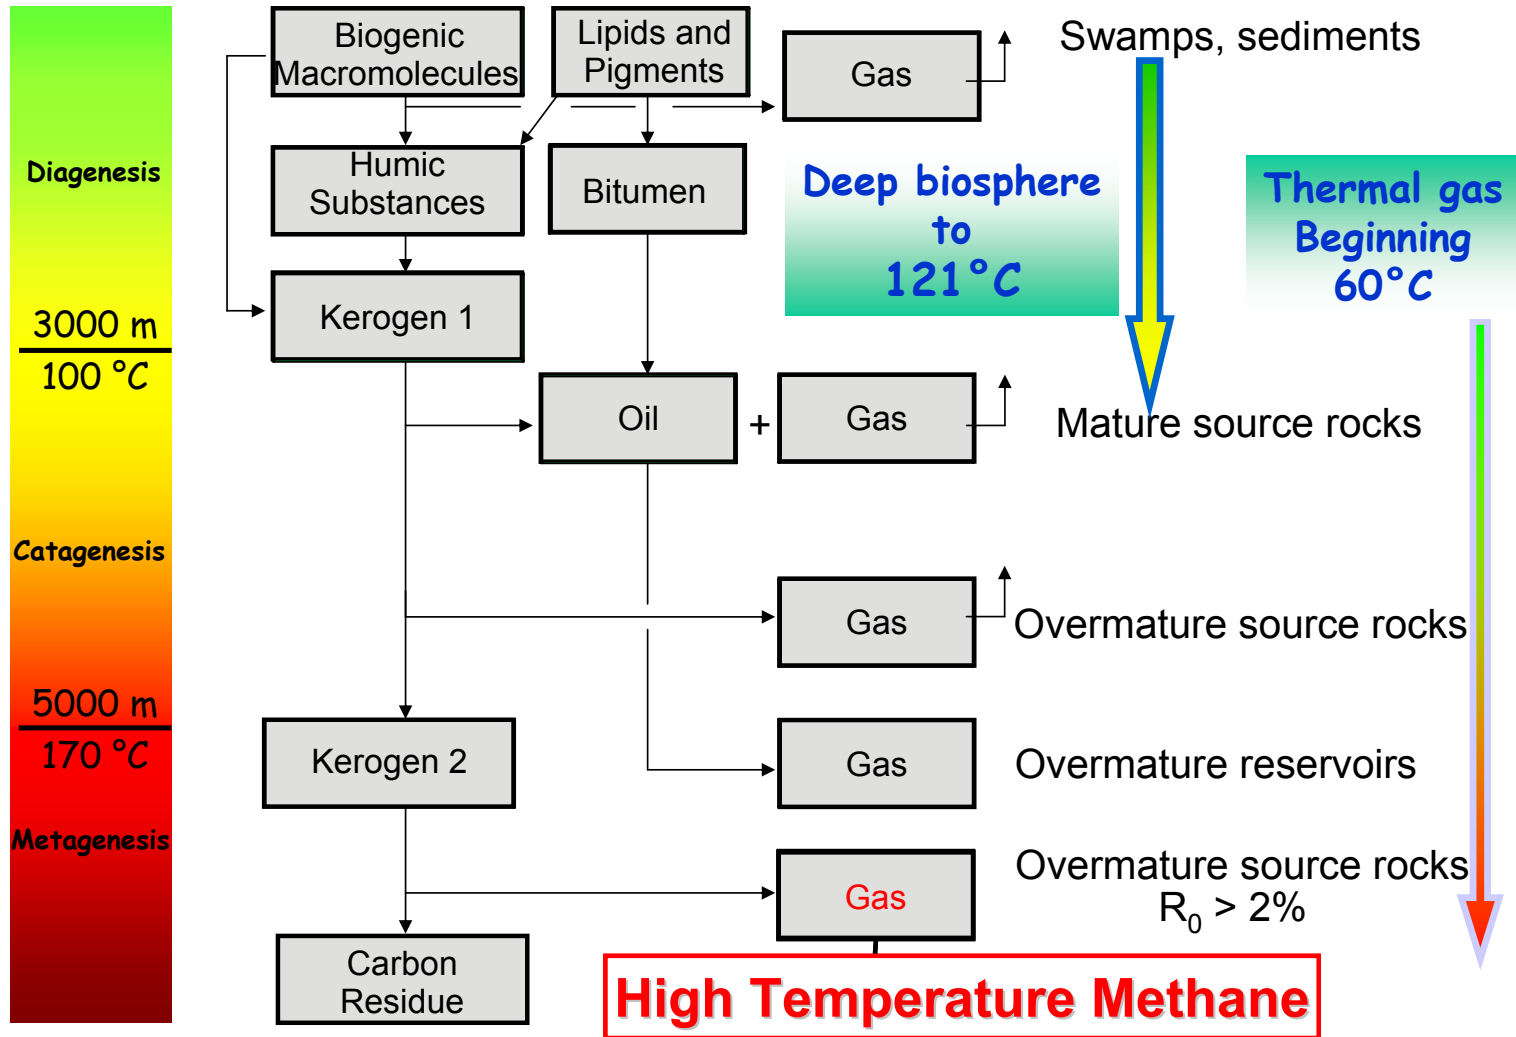 Biogenic
Macromolecules
Lipids and
Pigments
Gas
Swamps, sediments
Diagenesis
Humic
Substances
Bitumen
Deep biosphere
to
121°C
Thermal gas
Beginning
60°C
3000 m
100 °C
Kerogen 1
Oil
+
Gas
Mature source rocks
Catagenesis
Gas
Overmature source rocks
5000 m
170 °C
Kerogen 2
Gas
Overmature reservoirs
Metagenesis
Gas
Overmature source rocks
R0 > 2%
Carbon
Residue
High Temperature Methane